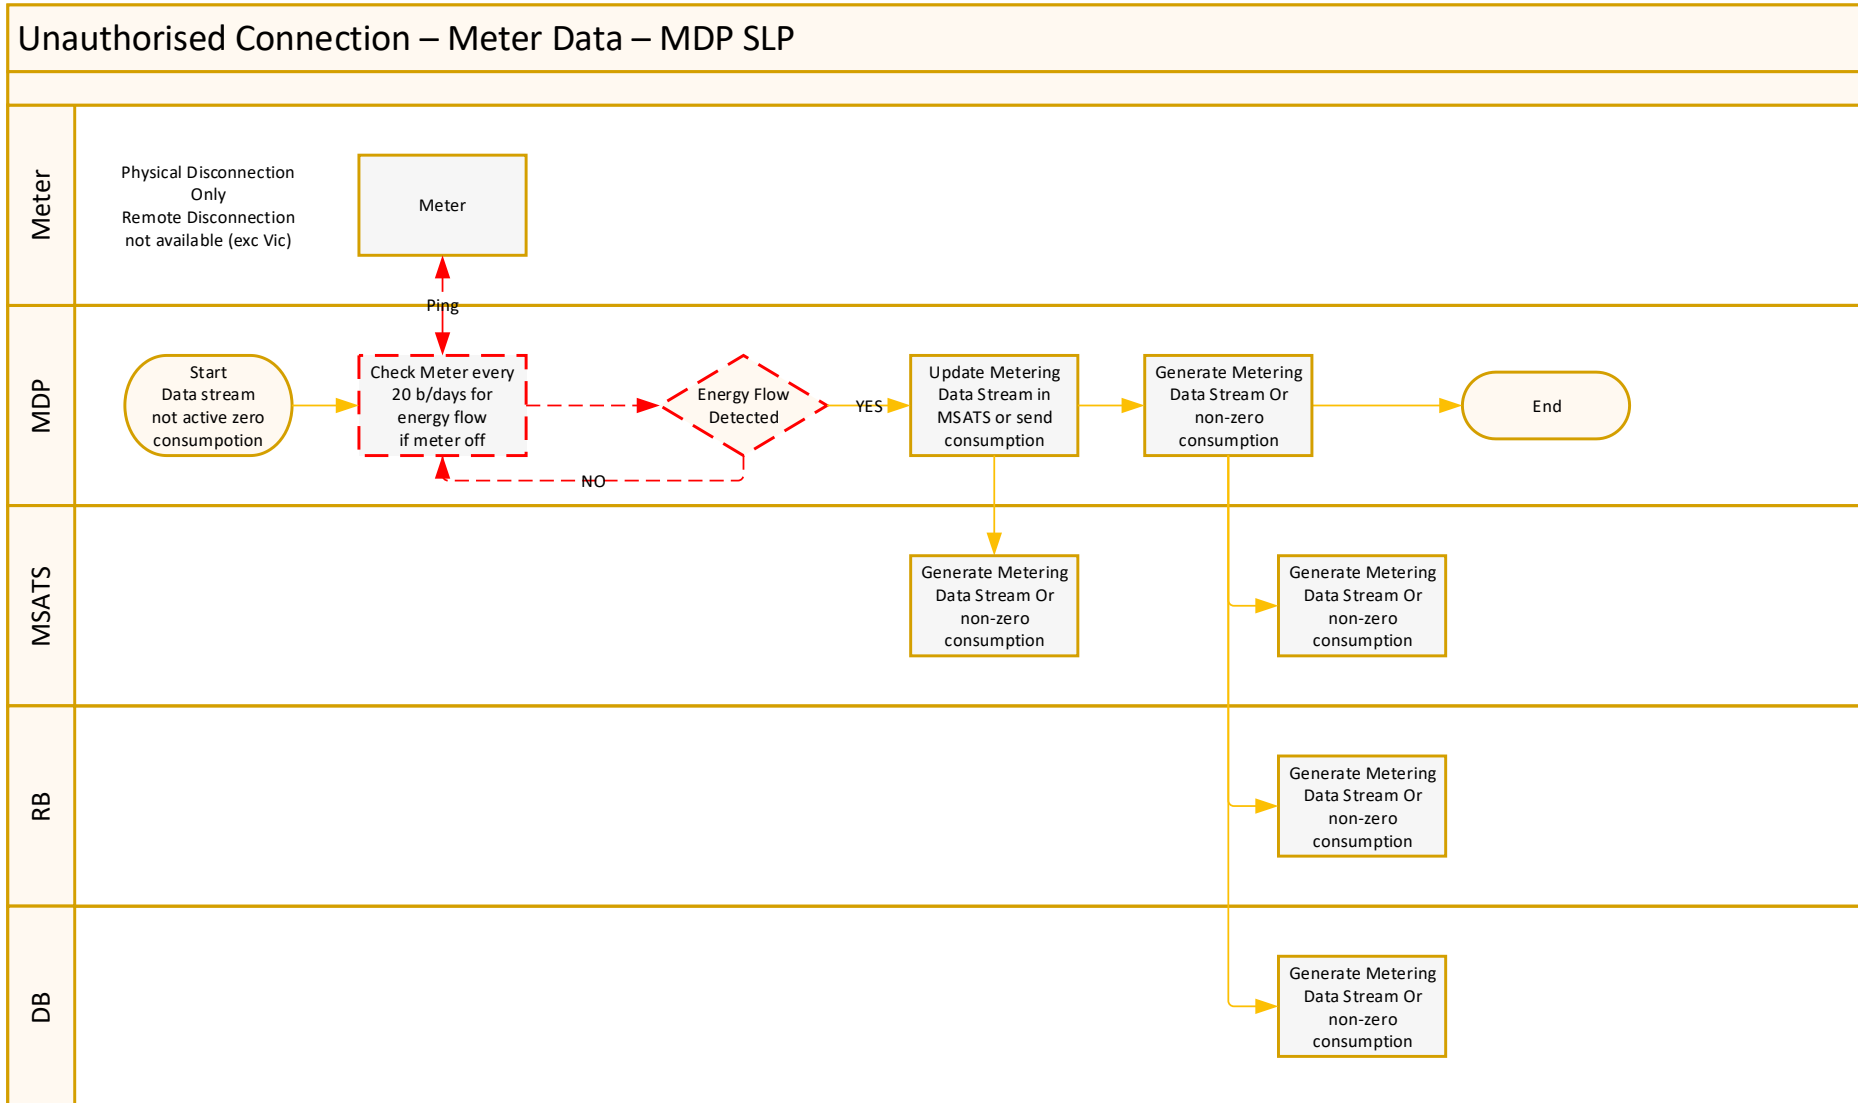 Unauthorised Connection – Meter Data – MDP SLP
Meter
Physical Disconnection
Only
Remote Disconnection
not available (exc Vic)
Meter
Ping
MDP
Start
Data stream
not active zero
consumpotion
Check Meter every
20 b/days for
energy flow
if meter off
Energy Flow
Detected
YES
NO
Update Metering
Data Stream in
MSATS or send
consumption
Generate Metering
Data Stream Or
non-zero
consumption
End
MSATS
Generate Metering
Data Stream Or
non-zero
consumption
Generate Metering
Data Stream Or
non-zero
consumption
RB
Generate Metering
Data Stream Or
non-zero
consumption
DB
Generate Metering
Data Stream Or
non-zero
consumption